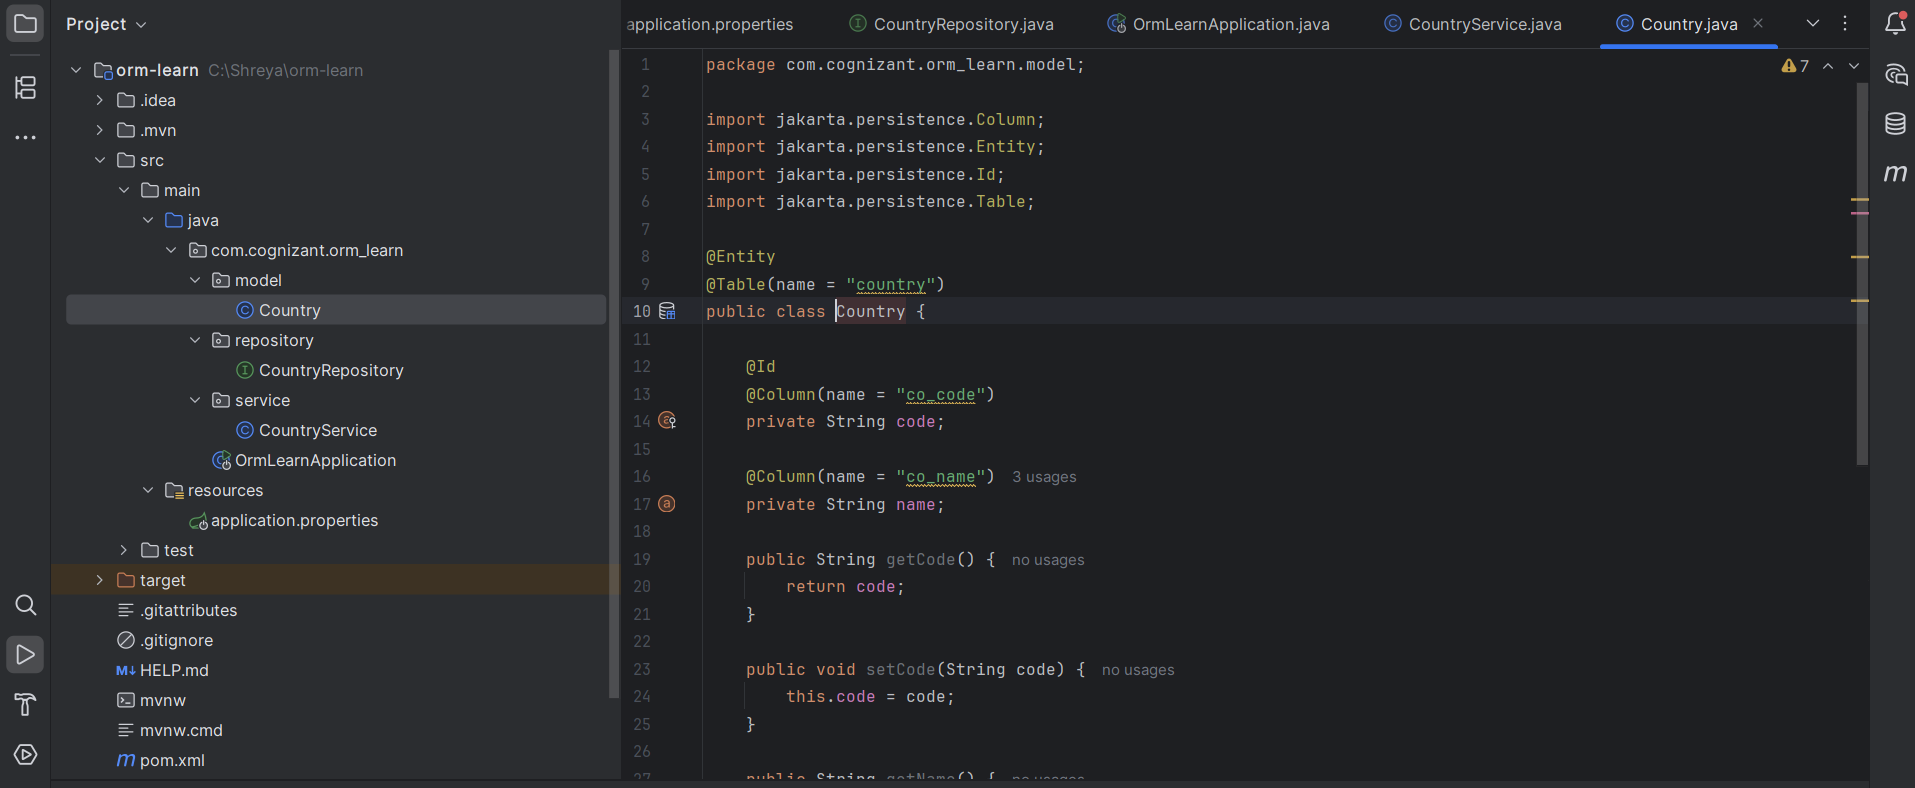 Project
orm-learn C:\Shreya\orm-learn
.idea
.mvn
src
main
java
com.cognizant.orm_learn
model
Country
repository
CountryRepository
service
CountryService
OrmLearnApplication
resources
application.properties
test
target
.gitattributes
.gitignore
M↓ HELP.md
mvnw
mvnw.cmd
m pom.xml
application.properties CountryRepository.java OrmLearnApplication.java CountryService.java Country.java
7
1 package com.cognizant.orm_learn.model;
2
3 import jakarta.persistence.Column;
4 import jakarta.persistence.Entity;
5 import jakarta.persistence.Id;
6 import jakarta.persistence.Table;
7
8 @Entity
9 @Table(name = "country")
10 public class Country {
11
12 @Id
13 @Column(name = "co_code")
14 private String code;
15
16 @Column(name = "co_name") 3 usages
17 private String name;
18
19 public String getCode() { no usages
20 return code;
21 }
22
23 public void setCode(String code) { no usages
24 this.code = code;
25 }
26
27 public String getName() { no usages
m